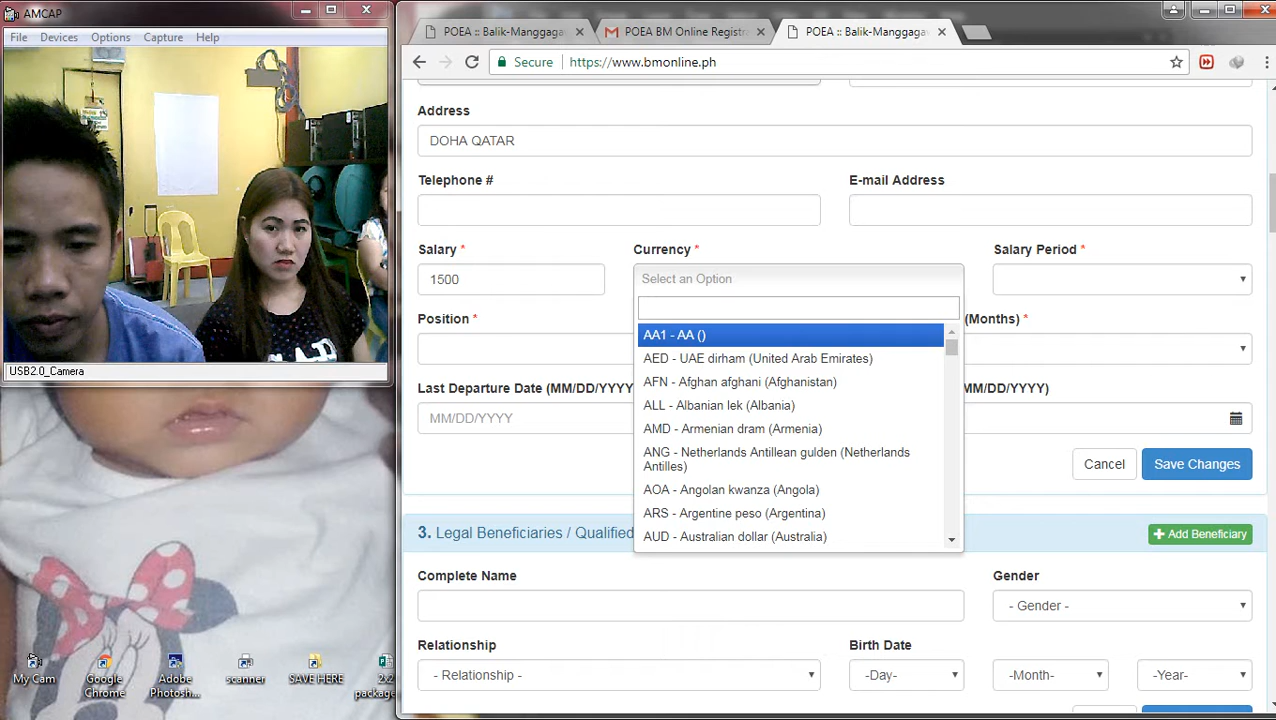 AMCAP
File Devices Options Capture Help
USB2.0_Camera
My Cam
Google Chrome
Adobe Photosh...
scanner
SAVE HERE
2x2 package
POEA :: Balik-Manggaga
POEA BM Online Registr
POEA :: Balik-Manggaga
Secure https://www.bmonline.ph
Address
DOHA QATAR
Telephone # E-mail Address
Salary * Currency * Salary Period *
1500 Select an Option
AA1 - AA ()
AED - UAE dirham (United Arab Emirates)
AFN - Afghan afghani (Afghanistan)
ALL - Albanian lek (Albania)
AMD - Armenian dram (Armenia)
ANG - Netherlands Antillean gulden (Netherlands
Antilles)
AOA - Angolan kwanza (Angola)
ARS - Argentine peso (Argentina)
AUD - Australian dollar (Australia)
Position * (Months) *
Last Departure Date (MM/DD/YYYY MM/DD/YYYY)
MM/DD/YYYY
Cancel Save Changes
3. Legal Beneficiaries / Qualified + Add Beneficiary
Complete Name Gender
- Gender -
Relationship Birth Date
- Relationship - -Day- -Month- -Year-